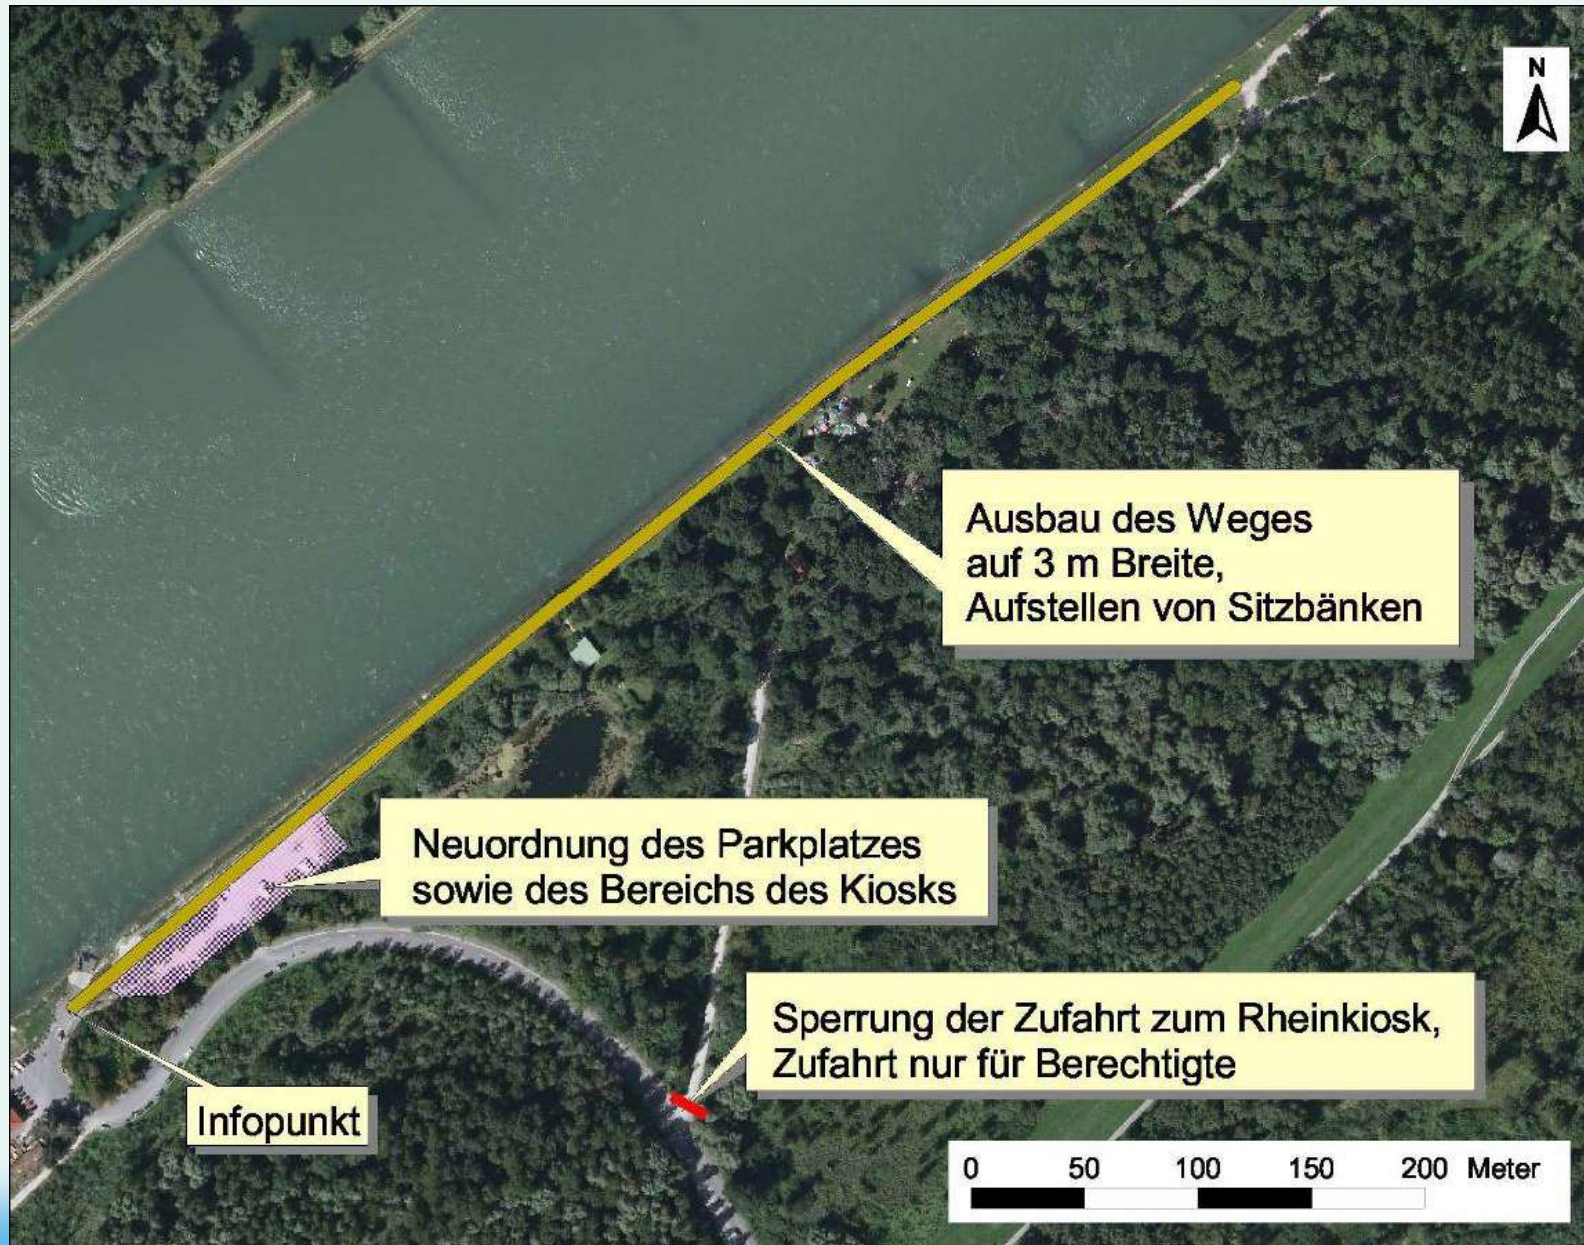 N
Ausbau des Weges
auf 3 m Breite,
Aufstellen von Sitzbänken
Neuordnung des Parkplatzes
sowie des Bereichs des Kiosks
Sperrung der Zufahrt zum Rheinkiosk,
Zufahrt nur für Berechtigte
Infopunkt
0 50 100 150 200 Meter